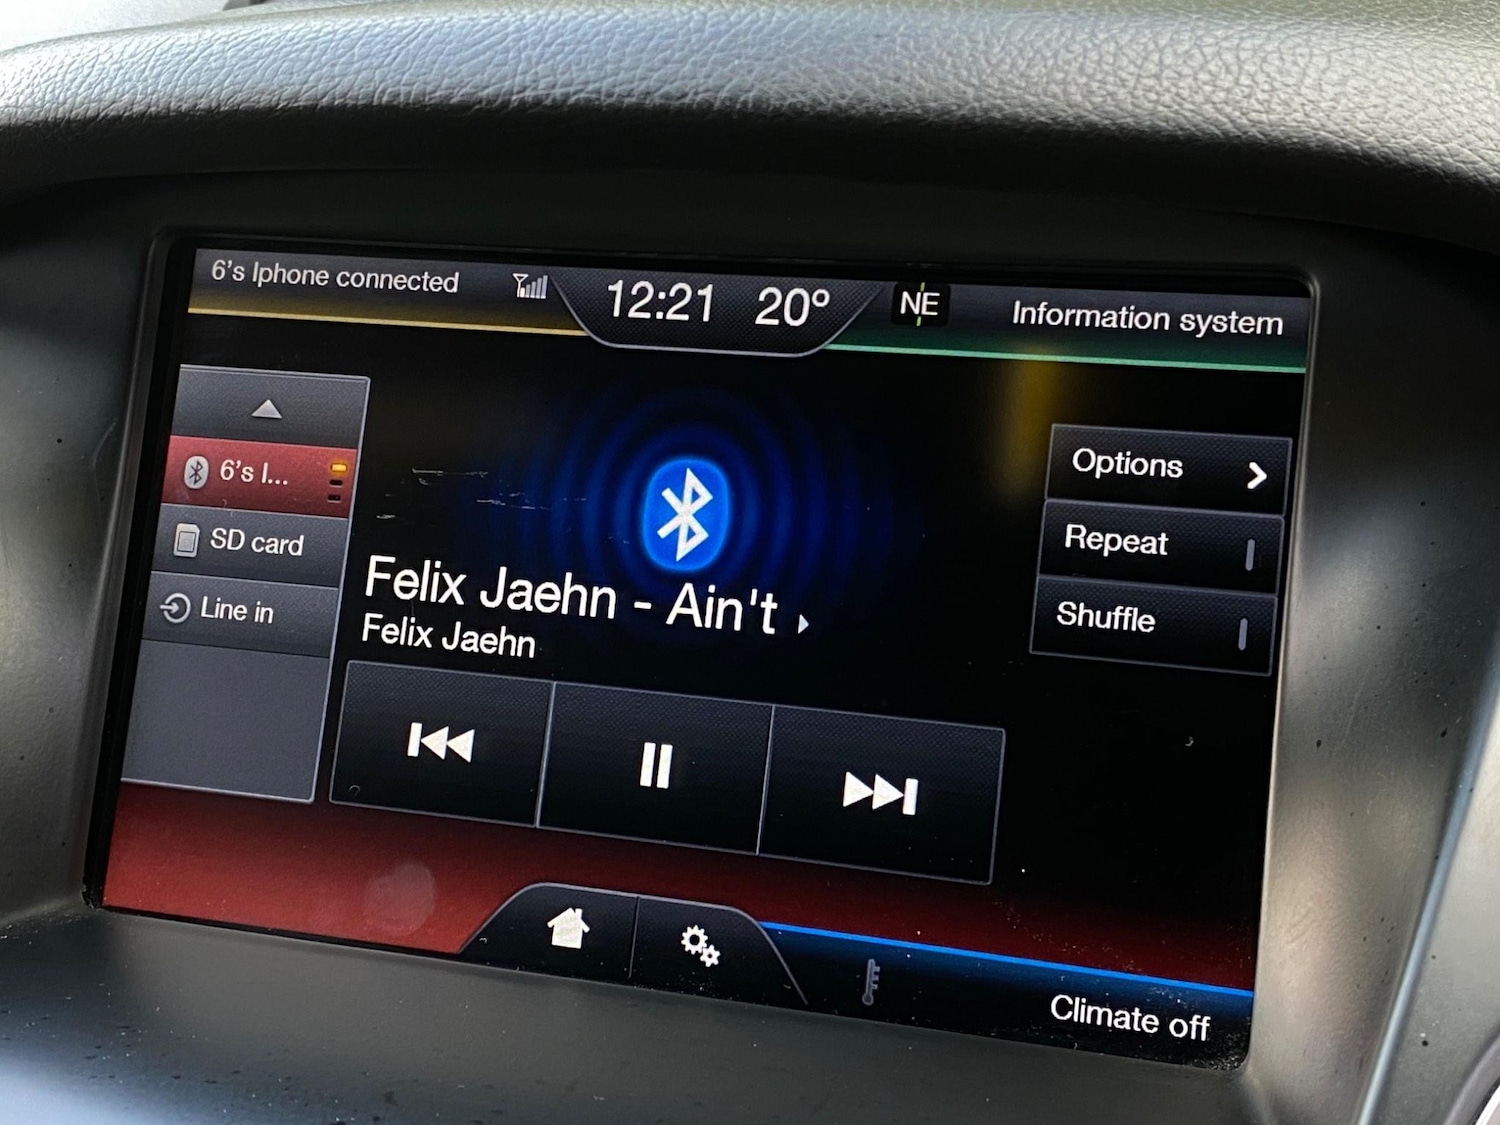 6's Iphone connected
12:21 20°
NE
Information system
6's I...
SD card
Line in
Felix Jaehn - Ain't
Felix Jaehn
Options
Repeat
Shuffle
Climate off